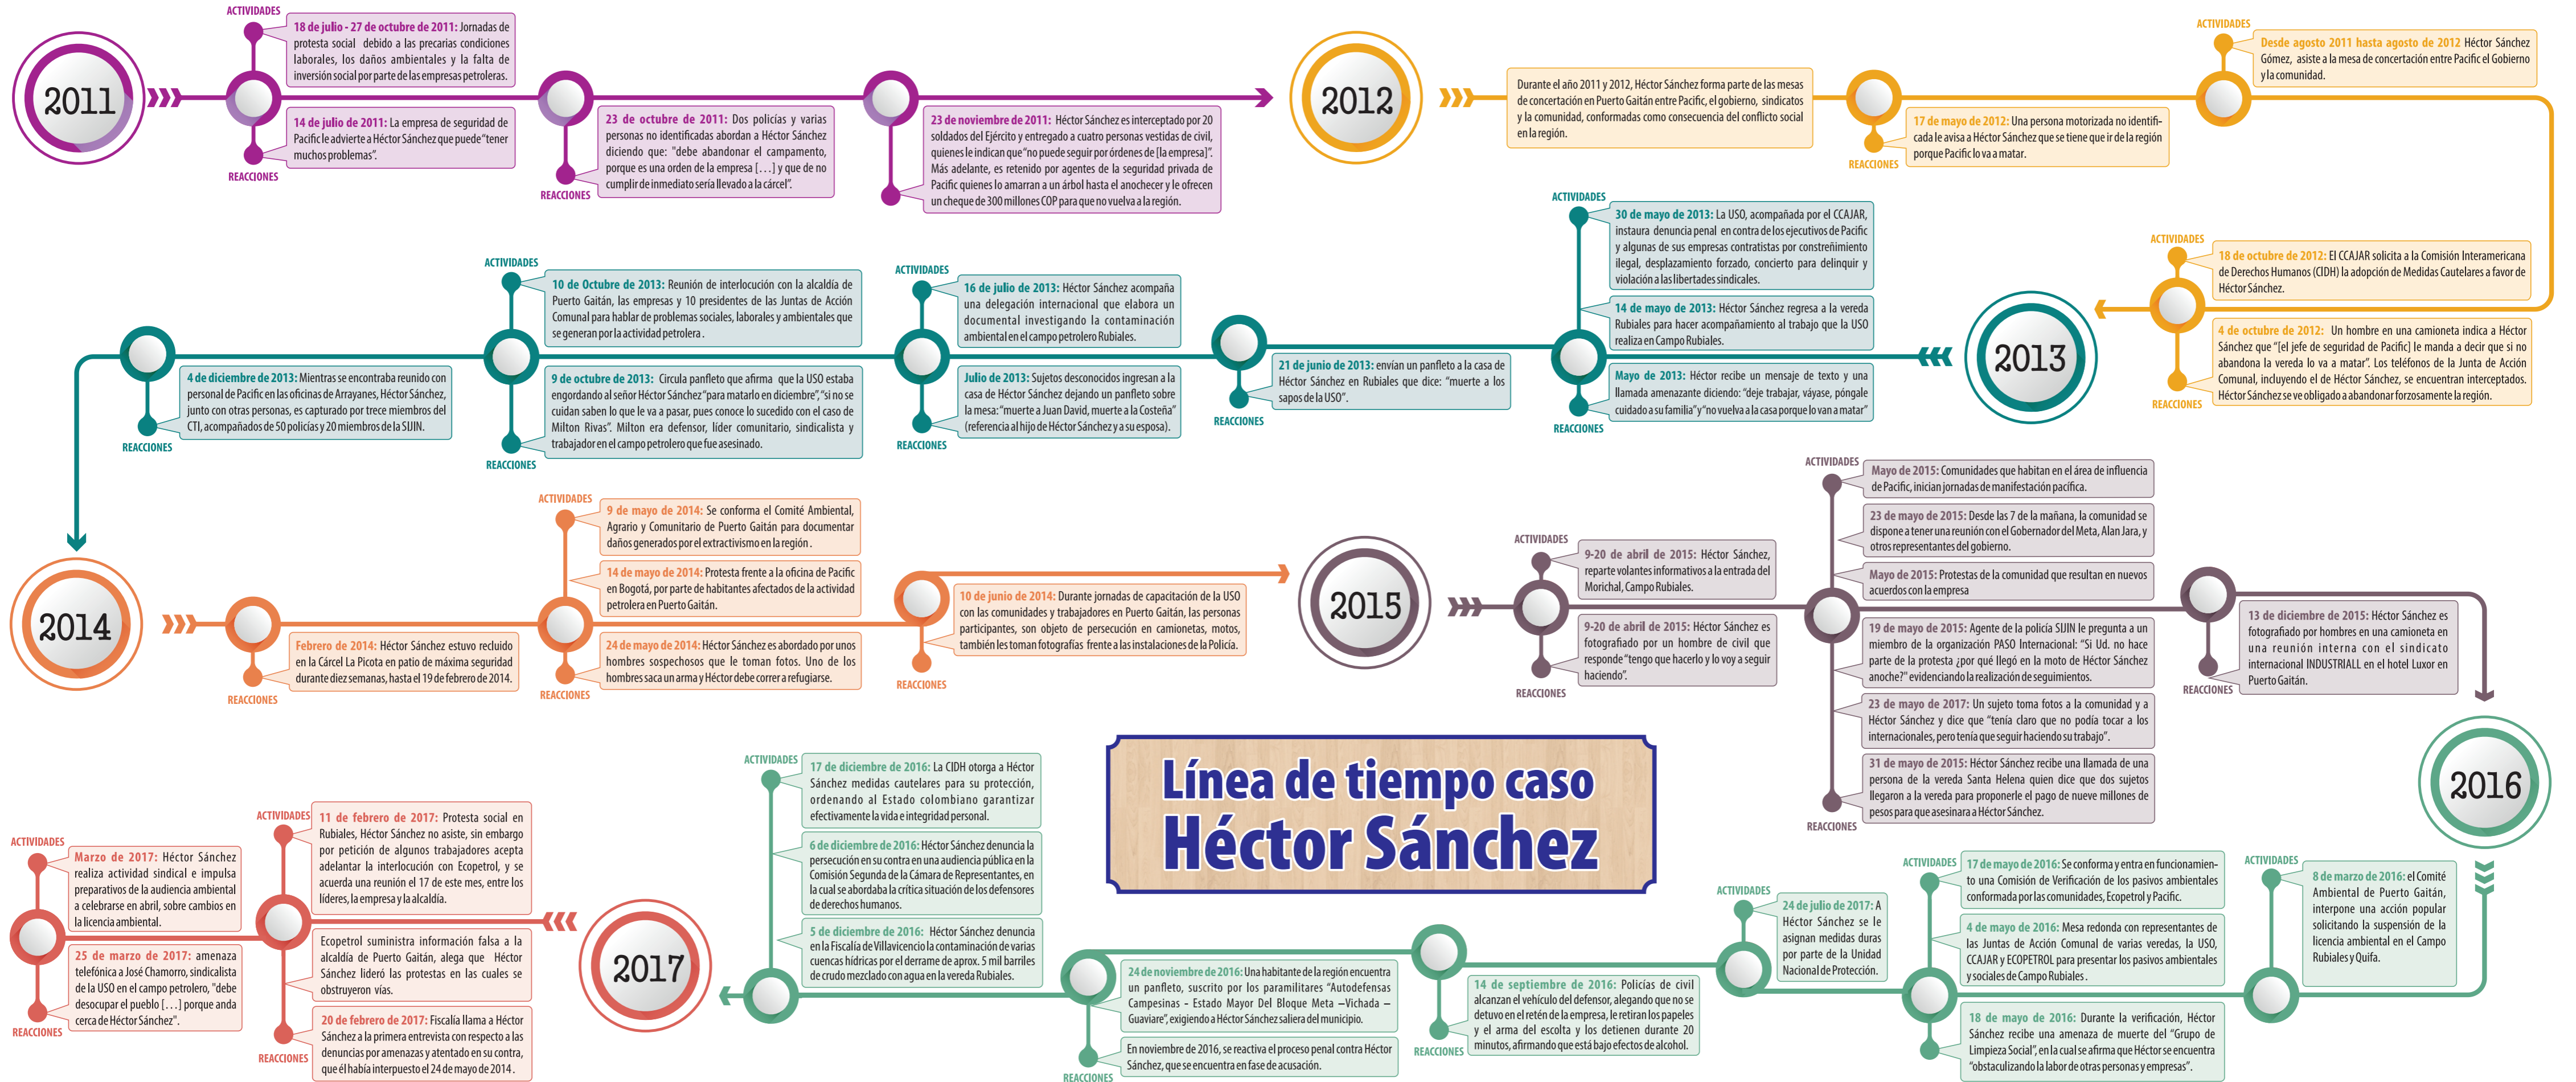 ACTIVIDADES
18 de julio - 27 de octubre de 2011: Jornadas de
protesta social debido a las precarias condiciones
laborales, los daños ambientales y la falta de
inversión social por parte de las empresas petroleras.
2011
14 de julio de 2011: La empresa de seguridad de
Pacific le advierte a Héctor Sánchez que puede “tener
muchos problemas”.
REACCIONES
23 de octubre de 2011: Dos policías y varias
personas no identificadas abordan a Héctor Sánchez
diciendo que: "debe abandonar el campamento,
porque es una orden de la empresa [...] y que de no
cumplir de inmediato sería llevado a la cárcel”.
REACCIONES
23 de noviembre de 2011: Héctor Sánchez es interceptado por 20
soldados del Ejército y entregado a cuatro personas vestidas de civil,
quienes le indican que “no puede seguir por órdenes de [la empresa]”.
Más adelante, es retenido por agentes de la seguridad privada de
Pacific quienes lo amarran a un árbol hasta el anochecer y le ofrecen
un cheque de 300 millones COP para que no vuelva a la región.
2012
Durante el año 2011 y 2012, Héctor Sánchez forma parte de las mesas
de concertación en Puerto Gaitán entre Pacific, el gobierno, sindicatos
y la comunidad, conformadas como consecuencia del conflicto social
en la región.
17 de mayo de 2012: Una persona motorizada no identifi-
cada le avisa a Héctor Sánchez que se tiene que ir de la región
porque Pacific lo va a matar.
REACCIONES
ACTIVIDADES
Desde agosto 2011 hasta agosto de 2012 Héctor Sánchez
Gómez, asiste a la mesa de concertación entre Pacific el Gobierno
y la comunidad.
ACTIVIDADES
18 de octubre de 2012: El CCAJAR solicita a la Comisión Interamericana
de Derechos Humanos (CIDH) la adopción de Medidas Cautelares a favor de
Héctor Sánchez.
4 de octubre de 2012: Un hombre en una camioneta indica a Héctor
Sánchez que “[el jefe de seguridad de Pacific] le manda a decir que si no
abandona la vereda lo va a matar”. Los teléfonos de la Junta de Acción
Comunal, incluyendo el de Héctor Sánchez, se encuentran interceptados.
Héctor Sánchez se ve obligado a abandonar forzosamente la región.
REACCIONES
2013
ACTIVIDADES
30 de mayo de 2013: La USO, acompañada por el CCAJAR,
instaura denuncia penal en contra de los ejecutivos de Pacific
y algunas de sus empresas contratistas por constreñimiento
ilegal, desplazamiento forzado, concierto para delinquir y
violación a las libertades sindicales.
14 de mayo de 2013: Héctor Sánchez regresa a la vereda
Rubiales para hacer acompañamiento al trabajo que la USO
realiza en Campo Rubiales.
Mayo de 2013: Héctor recibe un mensaje de texto y una
llamada amenazante diciendo: “deje trabajar, váyase, póngale
cuidado a su familia” y “no vuelva a la casa porque lo van a matar”
REACCIONES
21 de junio de 2013: envían un panfleto a la casa de
Héctor Sánchez en Rubiales que dice: “muerte a los
sapos de la USO”.
REACCIONES
ACTIVIDADES
16 de julio de 2013: Héctor Sánchez acompaña
una delegación internacional que elabora un
documental investigando la contaminación
ambiental en el campo petrolero Rubiales.
Julio de 2013: Sujetos desconocidos ingresan a la
casa de Héctor Sánchez dejando un panfleto sobre
la mesa: “muerte a Juan David, muerte a la Costeña”
(referencia al hijo de Héctor Sánchez y a su esposa).
REACCIONES
ACTIVIDADES
10 de Octubre de 2013: Reunión de interlocución con la alcaldía de
Puerto Gaitán, las empresas y 10 presidentes de las Juntas de Acción
Comunal para hablar de problemas sociales, laborales y ambientales que
se generan por la actividad petrolera .
9 de octubre de 2013: Circula panfleto que afirma que la USO estaba
engordando al señor Héctor Sánchez “para matarlo en diciembre”, “si no se
cuidan saben lo que le va a pasar, pues conoce lo sucedido con el caso de
Milton Rivas”. Milton era defensor, líder comunitario, sindicalista y
trabajador en el campo petrolero que fue asesinado.
REACCIONES
4 de diciembre de 2013: Mientras se encontraba reunido con
personal de Pacific en las oficinas de Arrayanes, Héctor Sánchez,
junto con otras personas, es capturado por trece miembros del
CTI, acompañados de 50 policías y 20 miembros de la SIJIN.
REACCIONES
2014
Febrero de 2014: Héctor Sánchez estuvo recluido
en la Cárcel La Picota en patio de máxima seguridad
durante diez semanas, hasta el 19 de febrero de 2014.
REACCIONES
ACTIVIDADES
9 de mayo de 2014: Se conforma el Comité Ambiental,
Agrario y Comunitario de Puerto Gaitán para documentar
daños generados por el extractivismo en la región .
14 de mayo de 2014: Protesta frente a la oficina de Pacific
en Bogotá, por parte de habitantes afectados de la actividad
petrolera en Puerto Gaitán.
24 de mayo de 2014: Héctor Sánchez es abordado por unos
hombres sospechosos que le toman fotos. Uno de los
hombres saca un arma y Héctor debe correr a refugiarse.
REACCIONES
10 de junio de 2014: Durante jornadas de capacitación de la USO
con las comunidades y trabajadores en Puerto Gaitán, las personas
participantes, son objeto de persecución en camionetas, motos,
también les toman fotografías frente a las instalaciones de la Policía.
REACCIONES
2015
ACTIVIDADES
9-20 de abril de 2015: Héctor Sánchez,
reparte volantes informativos a la entrada del
Morichal, Campo Rubiales.
9-20 de abril de 2015: Héctor Sánchez es
fotografiado por un hombre de civil que
responde “tengo que hacerlo y lo voy a seguir
haciendo”.
REACCIONES
ACTIVIDADES
Mayo de 2015: Comunidades que habitan en el área de influencia
de Pacific, inician jornadas de manifestación pacífica.
23 de mayo de 2015: Desde las 7 de la mañana, la comunidad se
dispone a tener una reunión con el Gobernador del Meta, Alan Jara, y
otros representantes del gobierno.
Mayo de 2015: Protestas de la comunidad que resultan en nuevos
acuerdos con la empresa
19 de mayo de 2015: Agente de la policía SIJIN le pregunta a un
miembro de la organización PASO Internacional: “Si Ud. no hace
parte de la protesta ¿por qué llegó en la moto de Héctor Sánchez
anoche?” evidenciando la realización de seguimientos.
23 de mayo de 2017: Un sujeto toma fotos a la comunidad y a
Héctor Sánchez y dice que “tenía claro que no podía tocar a los
internacionales, pero tenía que seguir haciendo su trabajo”.
31 de mayo de 2015: Héctor Sánchez recibe una llamada de una
persona de la vereda Santa Helena quien dice que dos sujetos
llegaron a la vereda para proponerle el pago de nueve millones de
pesos para que asesinara a Héctor Sánchez.
REACCIONES
13 de diciembre de 2015: Héctor Sánchez es
fotografiado por hombres en una camioneta en
una reunión interna con el sindicato
internacional INDUSTRIALL en el hotel Luxor en
Puerto Gaitán.
REACCIONES
2016
ACTIVIDADES
8 de marzo de 2016: el Comité
Ambiental de Puerto Gaitán,
interpone una acción popular
solicitando la suspensión de la
licencia ambiental en el Campo
Rubiales y Quifa.
ACTIVIDADES
17 de mayo de 2016: Se conforma y entra en funcionamien-
to una Comisión de Verificación de los pasivos ambientales
conformada por las comunidades, Ecopetrol y Pacific.
4 de mayo de 2016: Mesa redonda con representantes de
las Juntas de Acción Comunal de varias veredas, la USO,
CCAJAR y ECOPETROL para presentar los pasivos ambientales
y sociales de Campo Rubiales .
18 de mayo de 2016: Durante la verificación, Héctor
Sánchez recibe una amenaza de muerte del “Grupo de
Limpieza Social”, en la cual se afirma que Héctor se encuentra
“obstaculizando la labor de otras personas y empresas”.
ACTIVIDADES
24 de julio de 2017: A
Héctor Sánchez se le
asignan medidas duras
por parte de la Unidad
Nacional de Protección.
14 de septiembre de 2016: Policías de civil
alcanzan el vehículo del defensor, alegando que no se
detuvo en el retén de la empresa, le retiran los papeles
y el arma del escolta y los detienen durante 20
minutos, afirmando que está bajo efectos de alcohol.
REACCIONES
24 de noviembre de 2016: Una habitante de la región encuentra
un panfleto, suscrito por los paramilitares “Autodefensas
Campesinas - Estado Mayor Del Bloque Meta –Vichada –
Guaviare”, exigiendo a Héctor Sánchez saliera del municipio.
En noviembre de 2016, se reactiva el proceso penal contra Héctor
Sánchez, que se encuentra en fase de acusación.
REACCIONES
ACTIVIDADES
17 de diciembre de 2016: La CIDH otorga a Héctor
Sánchez medidas cautelares para su protección,
ordenando al Estado colombiano garantizar
efectivamente la vida e integridad personal.
6 de diciembre de 2016: Héctor Sánchez denuncia la
persecución en su contra en una audiencia pública en la
Comisión Segunda de la Cámara de Representantes, en
la cual se abordaba la crítica situación de los defensores
de derechos humanos.
5 de diciembre de 2016: Héctor Sánchez denuncia
en la Fiscalía de Villavicencio la contaminación de varias
cuencas hídricas por el derrame de aprox. 5 mil barriles
de crudo mezclado con agua en la vereda Rubiales.
Línea de tiempo caso
Héctor Sánchez
2017
ACTIVIDADES
11 de febrero de 2017: Protesta social en
Rubiales, Héctor Sánchez no asiste, sin embargo
por petición de algunos trabajadores acepta
adelantar la interlocución con Ecopetrol, y se
acuerda una reunión el 17 de este mes, entre los
líderes, la empresa y la alcaldía.
Ecopetrol suministra información falsa a la
alcaldía de Puerto Gaitán, alega que Héctor
Sánchez lideró las protestas en las cuales se
obstruyeron vías.
20 de febrero de 2017: Fiscalía llama a Héctor
Sánchez a la primera entrevista con respecto a las
denuncias por amenazas y atentado en su contra,
que él había interpuesto el 24 de mayo de 2014 .
REACCIONES
ACTIVIDADES
Marzo de 2017: Héctor Sánchez
realiza actividad sindical e impulsa
preparativos de la audiencia ambiental
a celebrarse en abril, sobre cambios en
la licencia ambiental.
25 de marzo de 2017: amenaza
telefónica a José Chamorro, sindicalista
de la USO en el campo petrolero, "debe
desocupar el pueblo [...] porque anda
cerca de Héctor Sánchez".
REACCIONES